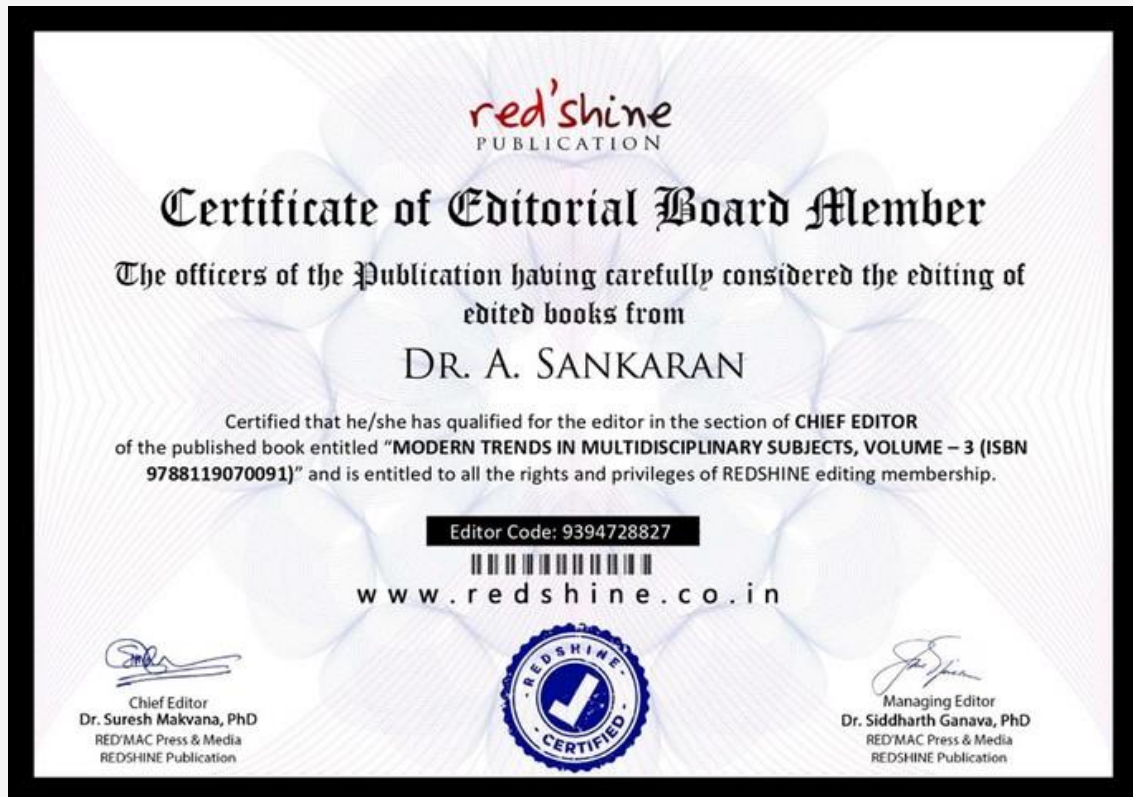 red'shine
PUBLICATION
Certificate of Editorial Board Member
The officers of the Publication having carefully considered the editing of
edited books from
DR. A. SANKARAN
Certified that he/she has qualified for the editor in the section of CHIEF EDITOR
of the published book entitled “MODERN TRENDS IN MULTIDISCIPLINARY SUBJECTS, VOLUME – 3 (ISBN
9788119070091)” and is entitled to all the rights and privileges of REDSHINE editing membership.
Editor Code: 9394728827
www.redshine.co.in
Chief Editor
Dr. Suresh Makvana, PhD
RED'MAC Press & Media
REDSHINE Publication
- REDSHINE -
CERTIFIED
Managing Editor
Dr. Siddharth Ganava, PhD
RED'MAC Press & Media
REDSHINE Publication